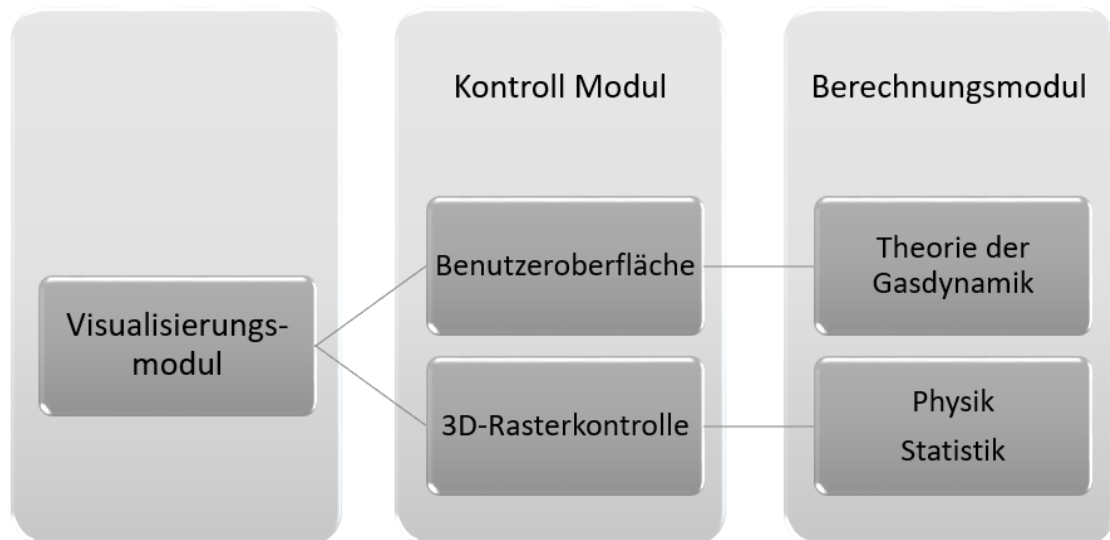 Kontroll Modul
Berechnungsmodul
Visualisierungs-
modul
Benutzeroberfläche
3D-Rasterkontrolle
Theorie der
Gasdynamik
Physik
Statistik